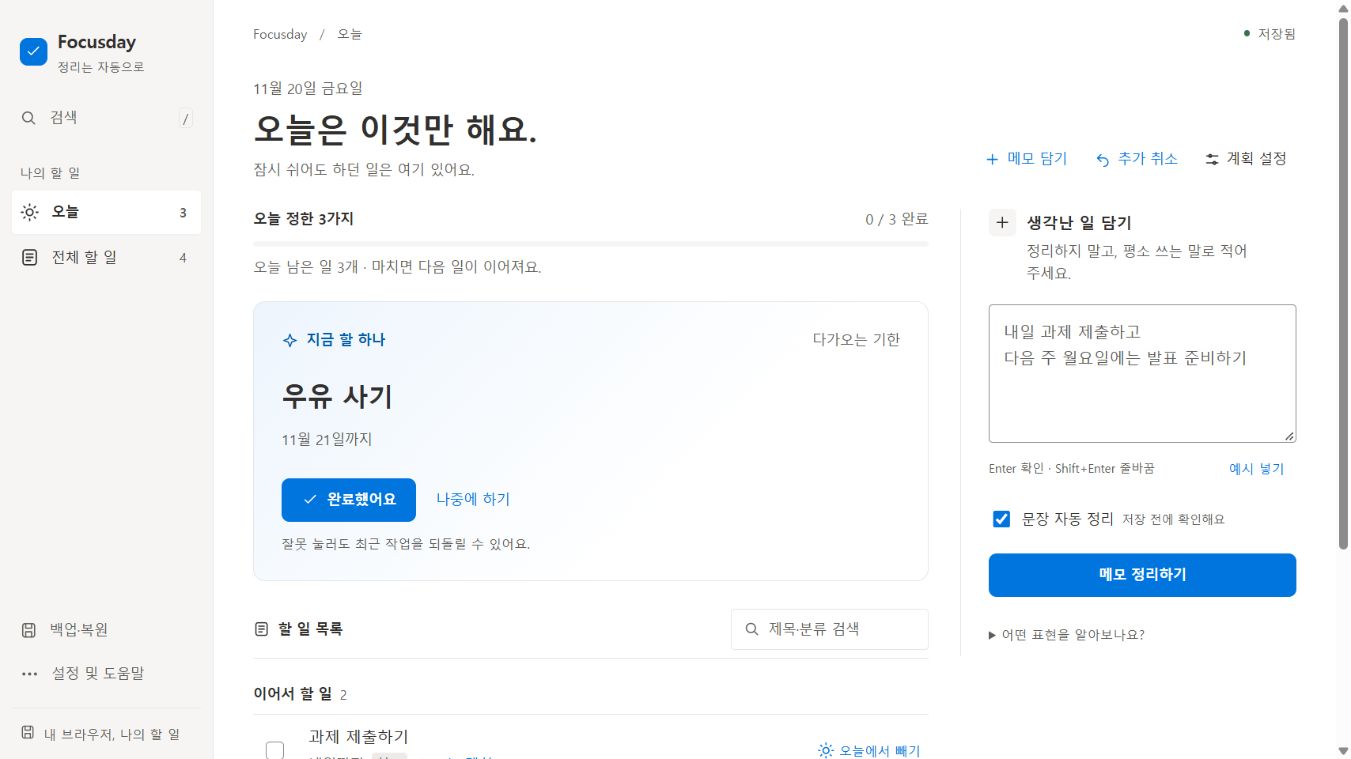 Focusday
정리는 자동으로
검색
/
나의 할 일
오늘
3
전체 할 일
4
백업·복원
설정 및 도움말
내 브라우저, 나의 할 일
Focusday / 오늘
저장됨
11월 20일 금요일
오늘은 이것만 해요.
잠시 쉬어도 하던 일은 여기 있어요.
메모 담기
추가 취소
계획 설정
오늘 정한 3가지
0 / 3 완료
오늘 남은 일 3개 · 마치면 다음 일이 이어져요.
지금 할 하나
다가오는 기한
우유 사기
11월 21일까지
완료했어요
나중에 하기
잘못 눌러도 최근 작업을 되돌릴 수 있어요.
할 일 목록
제목·분류 검색
이어서 할 일 2
과제 제출하기
오늘에서 빼기
생각난 일 담기
정리하지 말고, 평소 쓰는 말로 적어
주세요.
내일 과제 제출하고
다음 주 월요일에는 발표 준비하기
Enter 확인 · Shift+Enter 줄바꿈
예시 넣기
문장 자동 정리 저장 전에 확인해요
메모 정리하기
어떤 표현을 알아보나요?